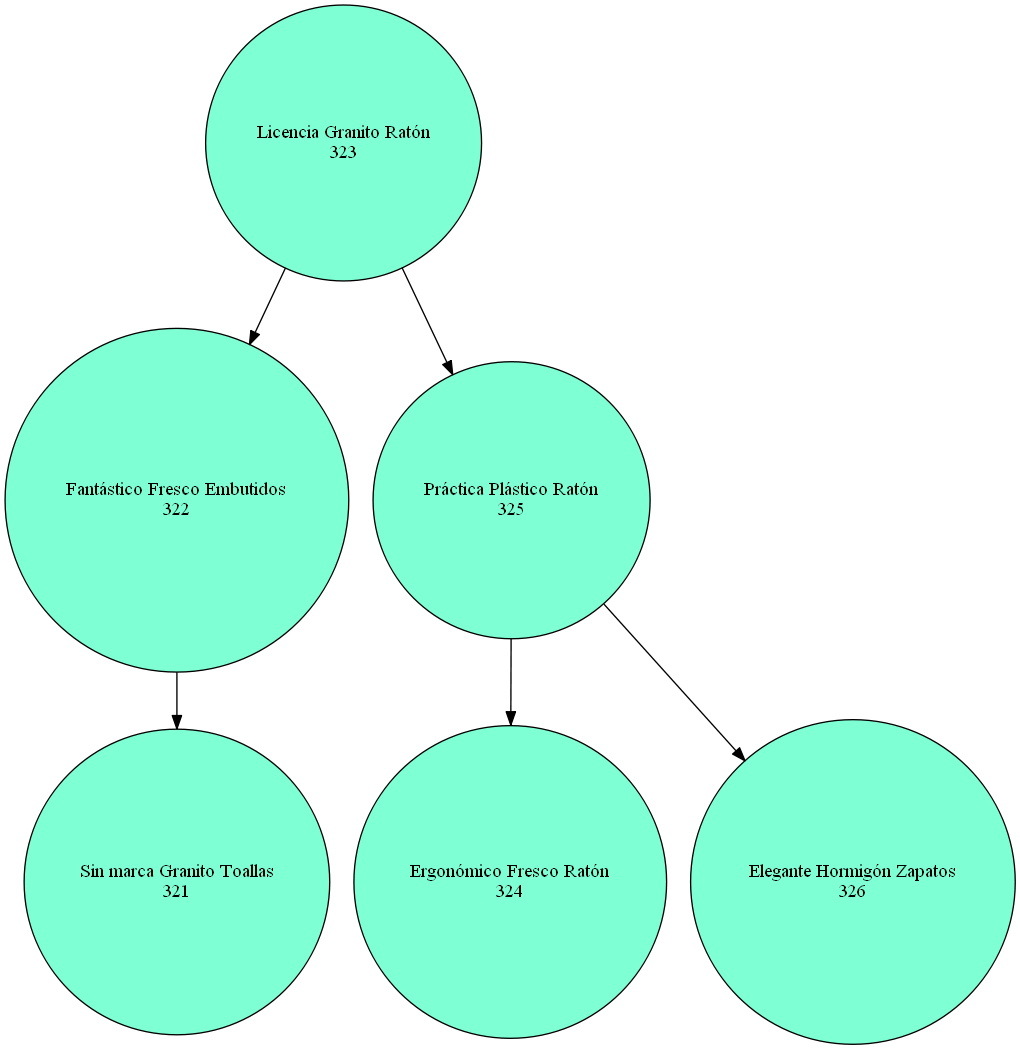 Licencia Granito Ratón
323
Fantástico Fresco Embutidos
322
Práctica Plástico Ratón
325
Sin marca Granito Toallas
321
Ergonómico Fresco Ratón
324
Elegante Hormigón Zapatos
326